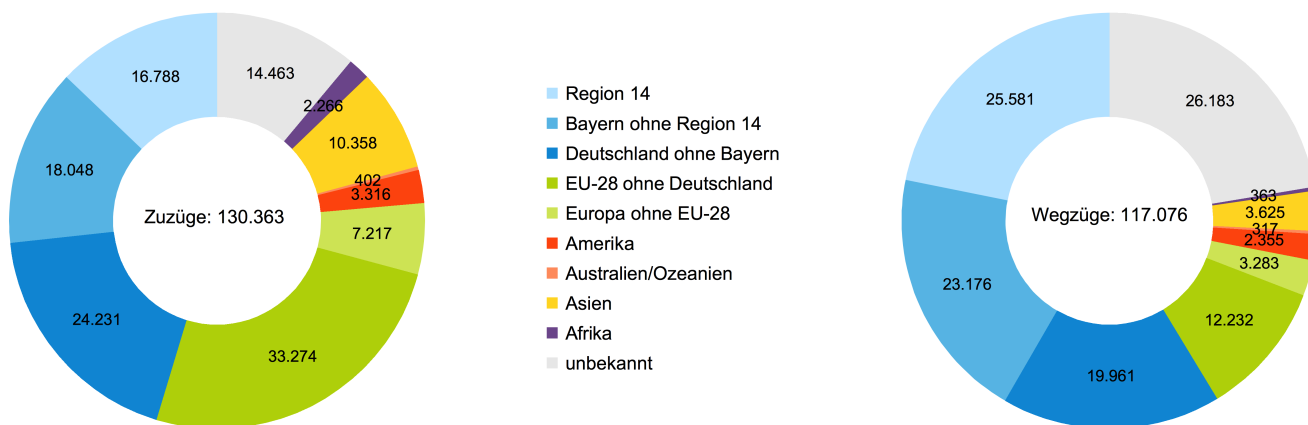 16.788
14.463
2.266
10.358
402
3.316
7.217
33.274
24.231
18.048
Zuzüge: 130.363
Region 14
Bayern ohne Region 14
Deutschland ohne Bayern
EU-28 ohne Deutschland
Europa ohne EU-28
Amerika
Australien/Ozeanien
Asien
Afrika
unbekannt
25.581
26.183
363
3.625
317
2.355
3.283
12.232
19.961
23.176
Wegzüge: 117.076